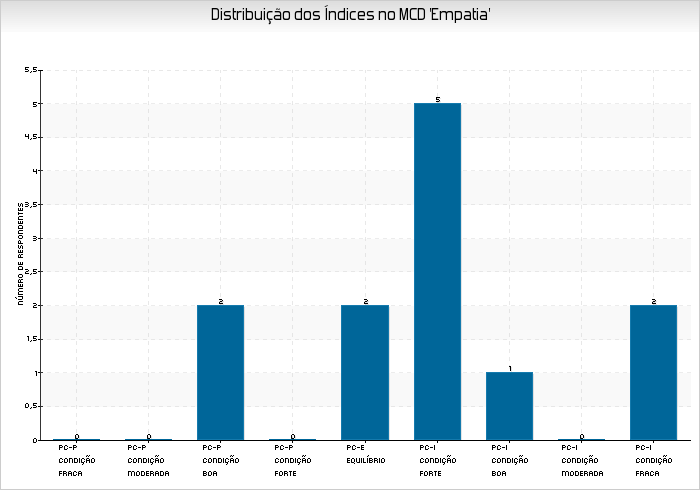 Distribuição dos Índices no MCD 'Empatia'
NÚMERO DE RESPONDENTES
5,5
5
4,5
4
3,5
3
2,5
2
1,5
1
0,5
0
0
0
2
0
2
5
1
0
2
PC-P
CONDIÇÃO
FRACA
PC-P
CONDIÇÃO
MODERADA
PC-P
CONDIÇÃO
BOA
PC-P
CONDIÇÃO
FORTE
PC-E
EQUILÍBRIO
PC-I
CONDIÇÃO
FORTE
PC-I
CONDIÇÃO
BOA
PC-I
CONDIÇÃO
MODERADA
PC-I
CONDIÇÃO
FRACA